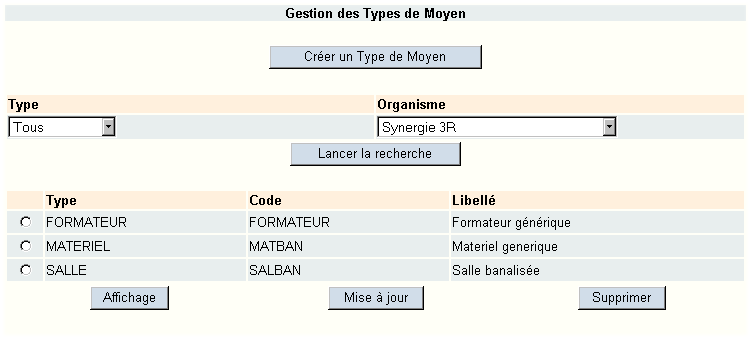 Gestion des Types de Moyen
Créer un Type de Moyen
Type Organisme
Tous Synergie 3R
Lancer la recherche
Type Code Libellé
FORMATEUR FORMATEUR Formateur générique
MATERIEL MATBAN Materiel generique
SALLE SALBAN Salle banalisée
Affichage Mise à jour Supprimer